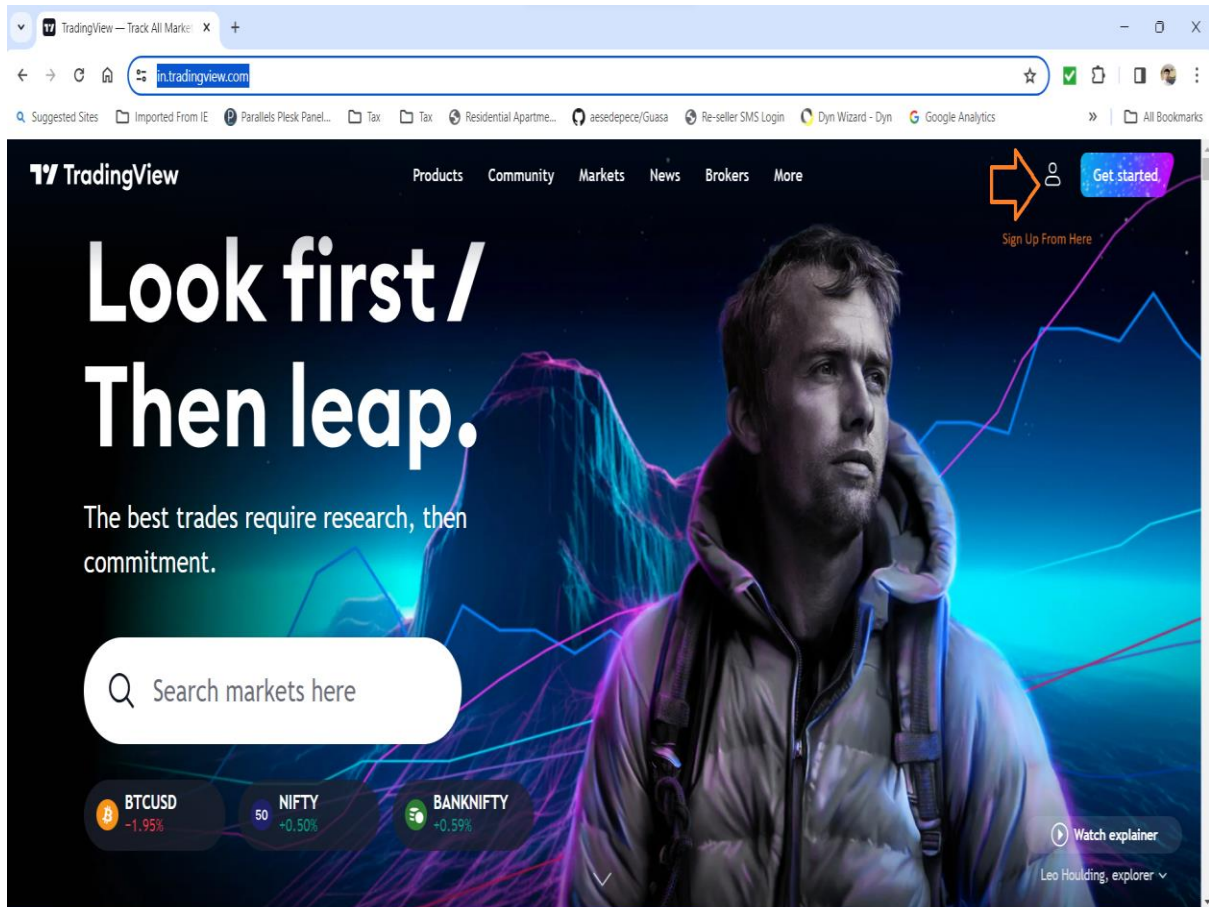 TradingView — Track All Marke
in.tradingview.com
Suggested Sites Imported From IE Parallels Plesk Panel... Tax Tax Residential Apartme... aesedepece/Guasa Re-seller SMS Login Dyn Wizard - Dyn Google Analytics » All Bookmarks
TradingView Products Community Markets News Brokers More Get started
Sign Up From Here
Look first /
Then leap.
The best trades require research, then
commitment.
Search markets here
BTCUSD
−1.95%
50 NIFTY
+0.50%
BANKNIFTY
+0.59%
Watch explainer
Leo Houlding, explorer